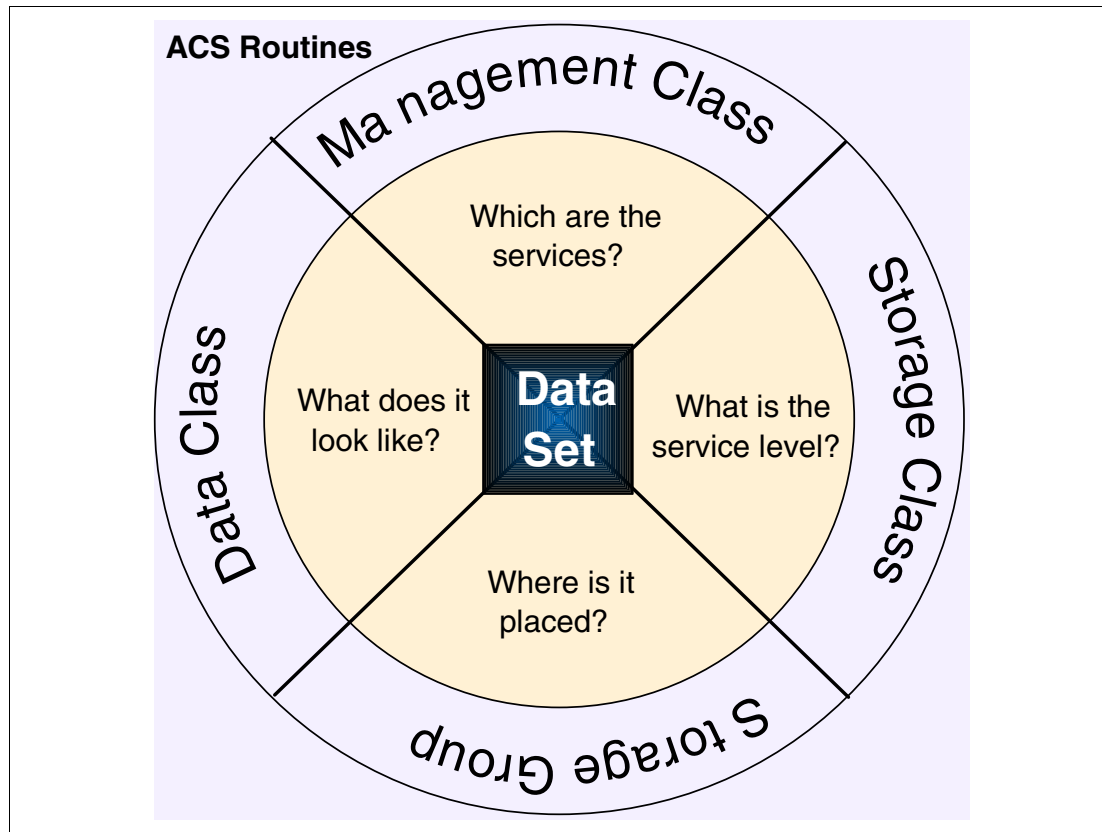 ACS Routines
Ma nagement Class
Which are the
services?
Data Class
What does it
look like?
Data
Set
What is the
service level?
Storage Class
Where is it
placed?
S torage Group